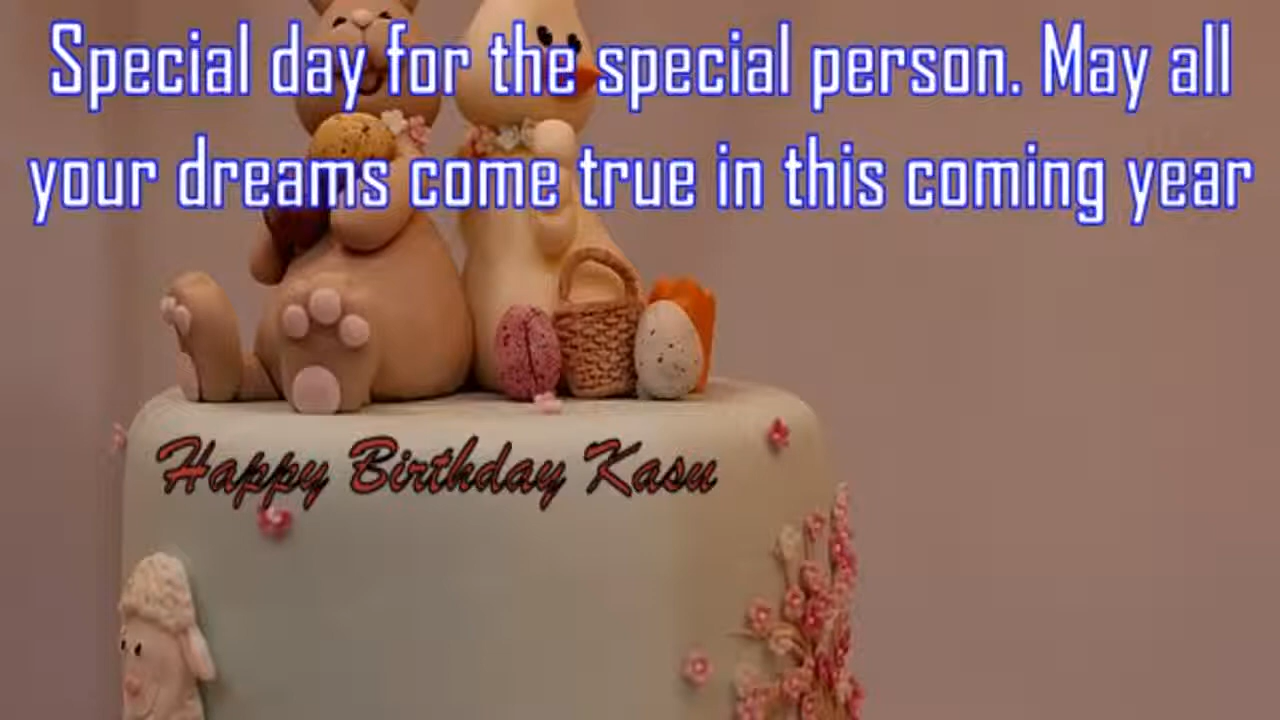 Special day for the special person. May all
your dreams come true in this coming year
Happy Birthday Kasu